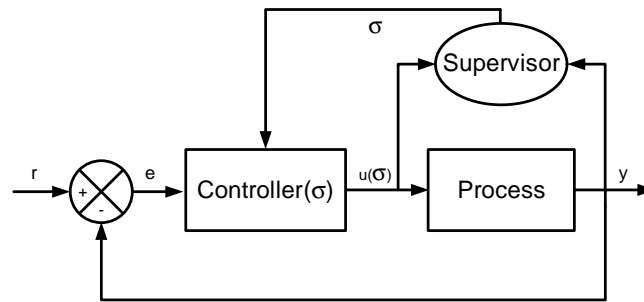 σ
Supervisor
r
e
Controller(σ)
u(σ)
Process
y
+
-